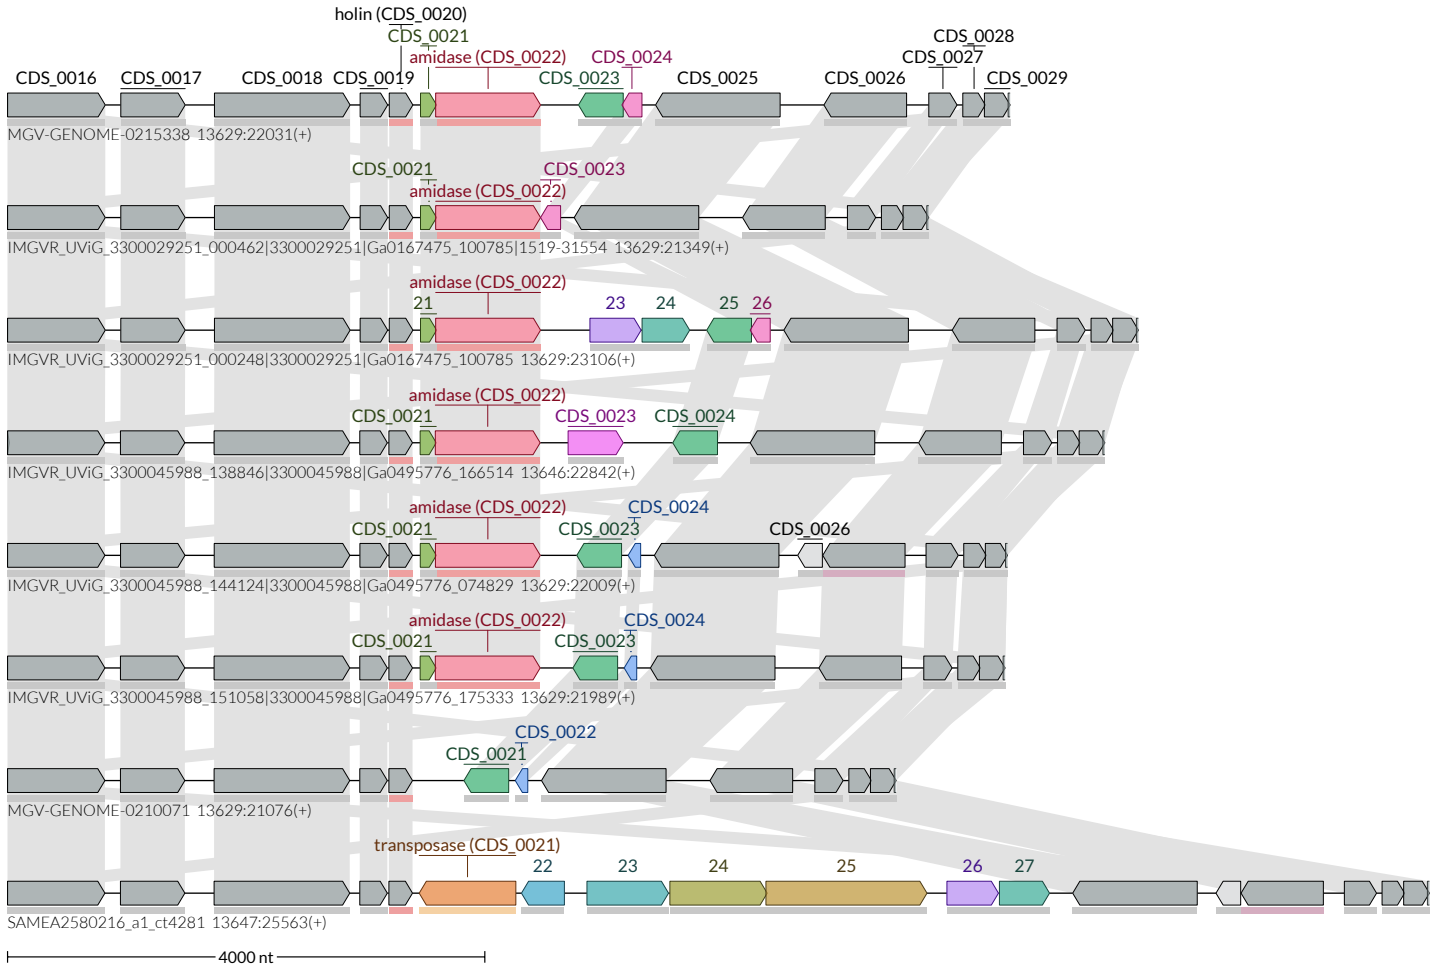 holin (CDS_0020)
CDS_0021
CDS_0028
amidase (CDS_0022)
CDS_0024
CDS_0027
CDS_0016
CDS_0017
CDS_0018
CDS_0019
CDS_0023
CDS_0025
CDS_0026
CDS_0029
MGV-GENOME-0215338 13629:22031(+)
CDS_0021
CDS_0023
amidase (CDS_0022)
IMGVR_UViG_3300029251_000462|3300029251|Ga0167475_100785|1519-31554 13629:21349(+)
amidase (CDS_0022)
21
23
24
25
26
IMGVR_UViG_3300029251_000248|3300029251|Ga0167475_100785 13629:23106(+)
amidase (CDS_0022)
CDS_0021
CDS_0023
CDS_0024
IMGVR_UViG_3300045988_138846|3300045988|Ga0495776_166514 13646:22842(+)
amidase (CDS_0022)
CDS_0024
CDS_0021
CDS_0023
CDS_0026
IMGVR_UViG_3300045988_144124|3300045988|Ga0495776_074829 13629:22009(+)
amidase (CDS_0022)
CDS_0024
CDS_0021
CDS_0023
IMGVR_UViG_3300045988_151058|3300045988|Ga0495776_175333 13629:21989(+)
CDS_0022
CDS_0021
MGV-GENOME-0210071 13629:21076(+)
transposase (CDS_0021)
22
23
24
25
26
27
SAMEA2580216_a1_ct4281 13647:25563(+)
4000 nt